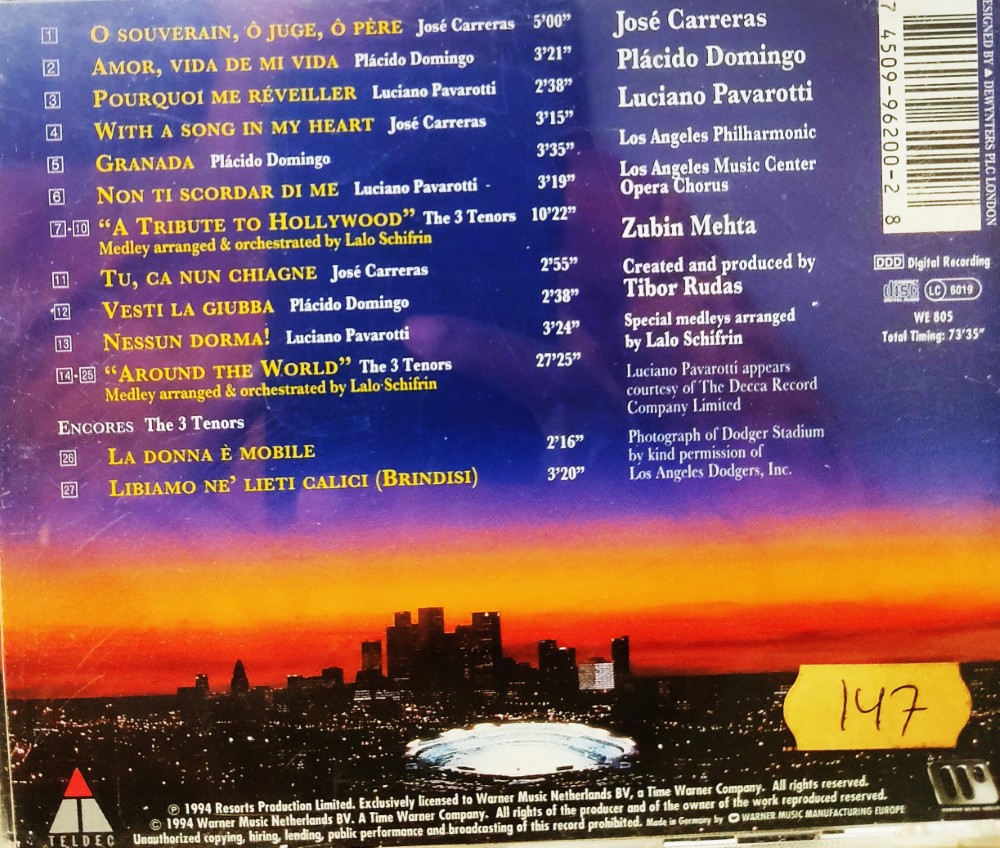 1 O SOUVERAIN, Ô JUGE, Ô PÈRE José Carreras 5'00"
2 AMOR, VIDA DE MI VIDA Plácido Domingo 3'21"
3 POURQUOI ME RÉVEILLER Luciano Pavarotti 2'38"
4 WITH A SONG IN MY HEART José Carreras 3'15"
5 GRANADA Plácido Domingo 3'35"
6 NON TI SCORDAR DI ME Luciano Pavarotti 3'19"
7-10 "A TRIBUTE TO HOLLYWOOD" The 3 Tenors 10'22"
Medley arranged & orchestrated by Lalo Schifrin
11 TU, CA NUN CHIAGNE José Carreras 2'55"
12 VESTI LA GIUBBA Plácido Domingo 2'38"
13 NESSUN DORMA! Luciano Pavarotti 3'24"
14-25 "AROUND THE WORLD" The 3 Tenors 27'25"
Medley arranged & orchestrated by Lalo Schifrin
ENCORES The 3 Tenors
26 LA DONNA È MOBILE 2'16"
27 LIBIAMO NE' LIETI CALICI (BRINDISI) 3'20"
José Carreras
Plácido Domingo
Luciano Pavarotti
Los Angeles Philharmonic
Los Angeles Music Center
Opera Chorus
Zubin Mehta
Created and produced by
Tibor Rudas
Special medleys arranged
by Lalo Schifrin
Luciano Pavarotti appears
courtesy of The Decca Record
Company Limited
Photograph of Dodger Stadium
by kind permission of
Los Angeles Dodgers, Inc.
7 4509-96200-2 8
DESIGNED BY DEWYNTERS PLC LONDON
DDD Digital Recording
disc LC 6019
WE 805
Total Timing: 73'35"
147
TELDEC
℗ 1994 Resorts Production Limited. Exclusively licensed to Warner Music Netherlands BV, a Time Warner Company. All rights reserved.
© 1994 Warner Music Netherlands BV. A Time Warner Company. All rights of the producer and of the owner of the work reproduced reserved.
Unauthorized copying, hiring, lending, public performance and broadcasting of this record prohibited. Made in Germany by WARNER MUSIC MANUFACTURING EUROPE